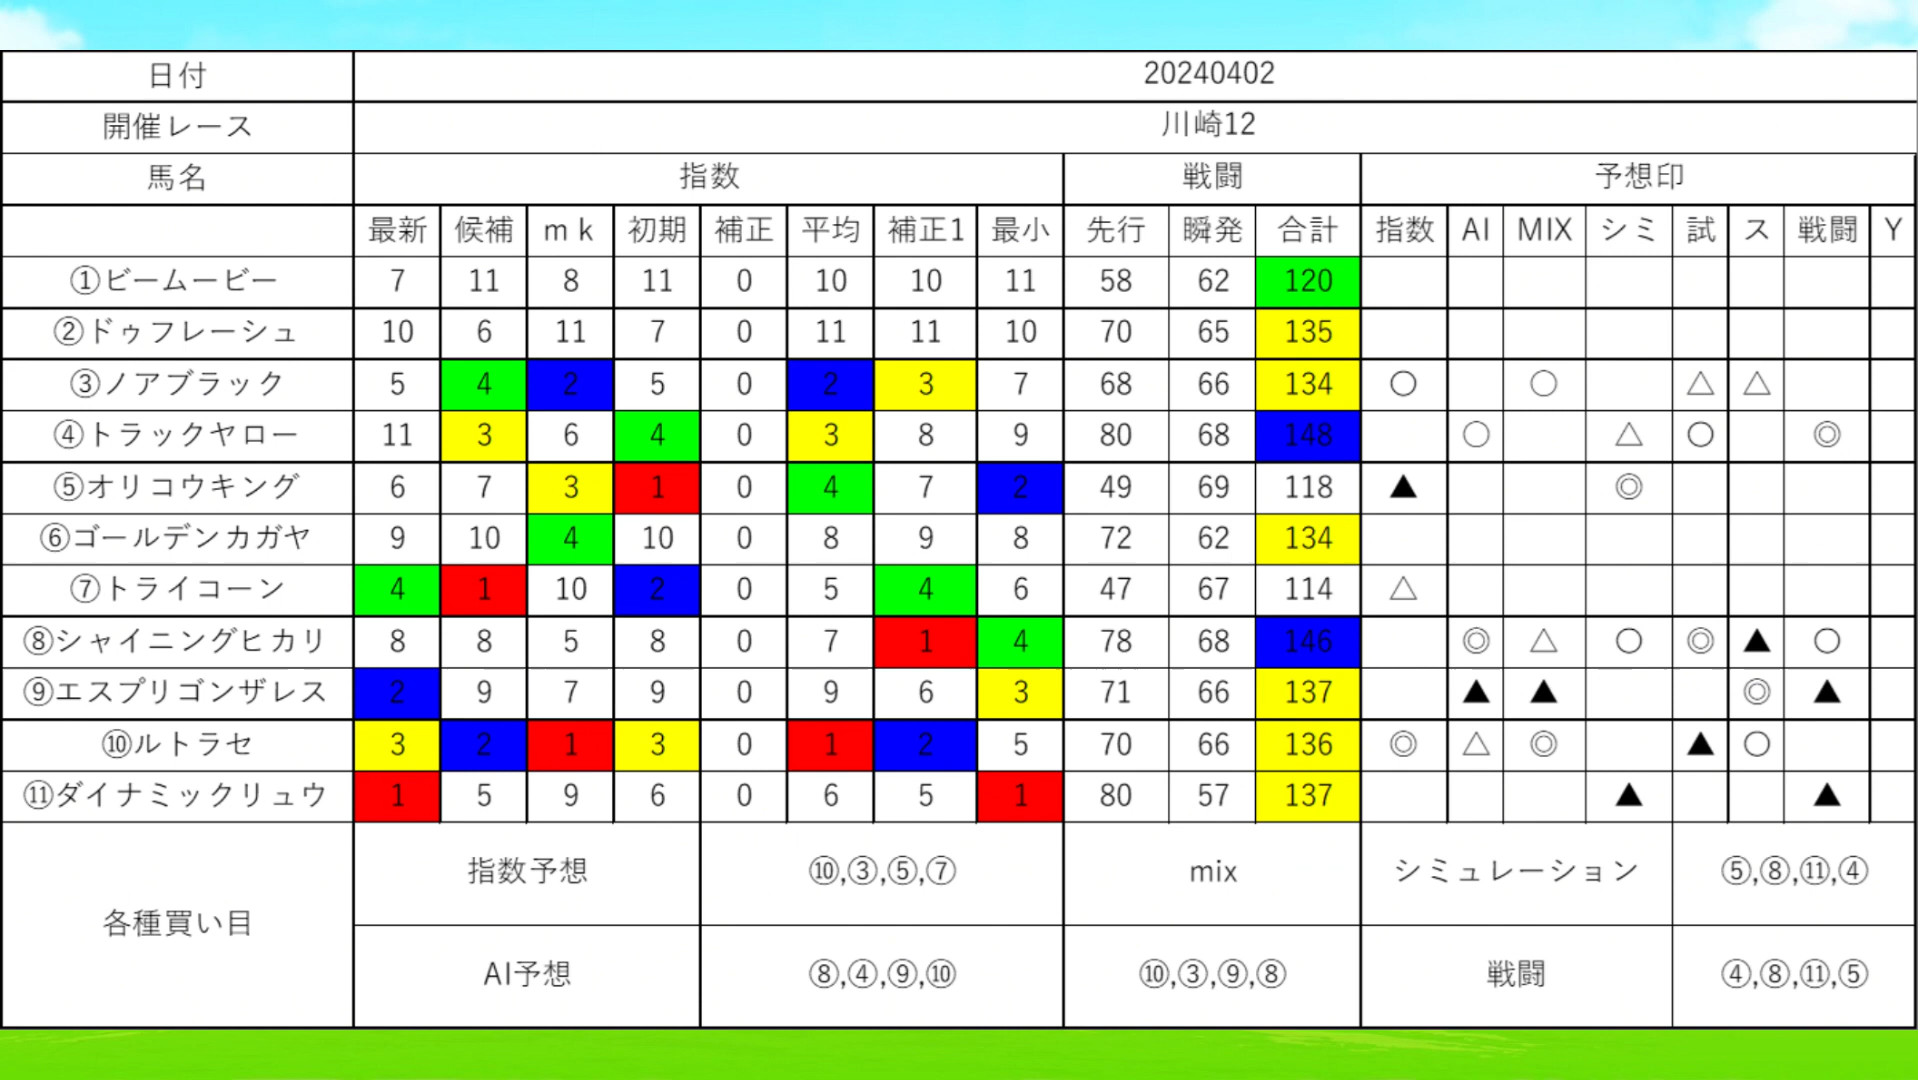 日付 20240402
開催レース 川崎12
馬名 指数 戦闘 予想印
最新 候補 mk 初期 補正 平均 補正1 最小 先行 瞬発 合計 指数 AI MIX シミ 試 ス 戦闘 Y
①ビームービー 7 11 8 11 0 10 10 11 58 62 120
②ドゥフレーシュ 10 6 11 7 0 11 11 10 70 65 135
③ノアブラック 5 4 2 5 0 2 3 7 68 66 134 ○ ○ △ △
④トラックヤロー 11 3 6 4 0 3 8 9 80 68 148 ○ △ ○ ◎
⑤オリコウキング 6 7 3 1 0 4 7 2 49 69 118 ▲ ◎
⑥ゴールデンカガヤ 9 10 4 10 0 8 9 8 72 62 134
⑦トライコーン 4 1 10 2 0 5 4 6 47 67 114 △
⑧シャイニングヒカリ 8 8 5 8 0 7 1 4 78 68 146 ◎ △ ○ ◎ ▲ ○
⑨エスプリゴンザレス 2 9 7 9 0 9 6 3 71 66 137 ▲ ▲ ◎ ▲
⑩ルトラセ 3 2 1 3 0 1 2 5 70 66 136 ◎ △ ◎ ▲ ○
⑪ダイナミックリュウ 1 5 9 6 0 6 5 1 80 57 137 ▲ ▲
各種買い目
指数予想 ⑩,③,⑤,⑦ mix シミュレーション ⑤,⑧,⑪,④
AI予想 ⑧,④,⑨,⑩ ⑩,③,⑨,⑧ 戦闘 ④,⑧,⑪,⑤